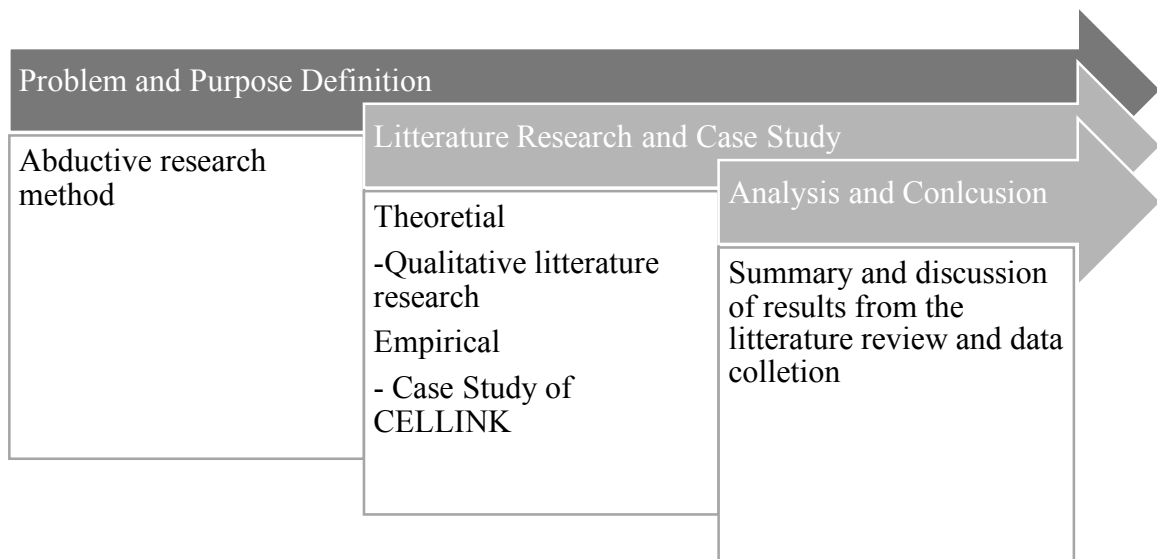 Problem and Purpose Definition
Abductive research
method
Litterature Research and Case Study
Theoretial
-Qualitative litterature
research
Empirical
- Case Study of
CELLINK
Analysis and Conlcusion
Summary and discussion
of results from the
litterature review and data
colletion